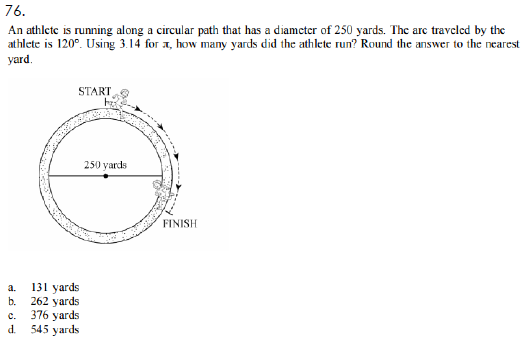 76.
An athlete is running along a circular path that has a diameter of 250 yards. The arc traveled by the
athlete is 120°. Using 3.14 for π, how many yards did the athlete run? Round the answer to the nearest
yard.
START
250 yards
FINISH
a. 131 yards
b. 262 yards
c. 376 yards
d. 545 yards